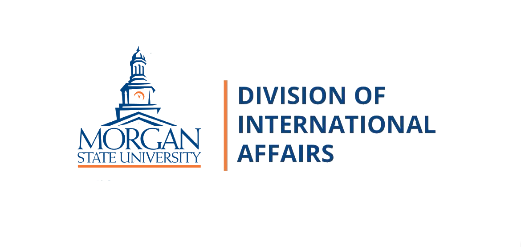 MORGAN
STATE UNIVERSITY
DIVISION OF
INTERNATIONAL
AFFAIRS